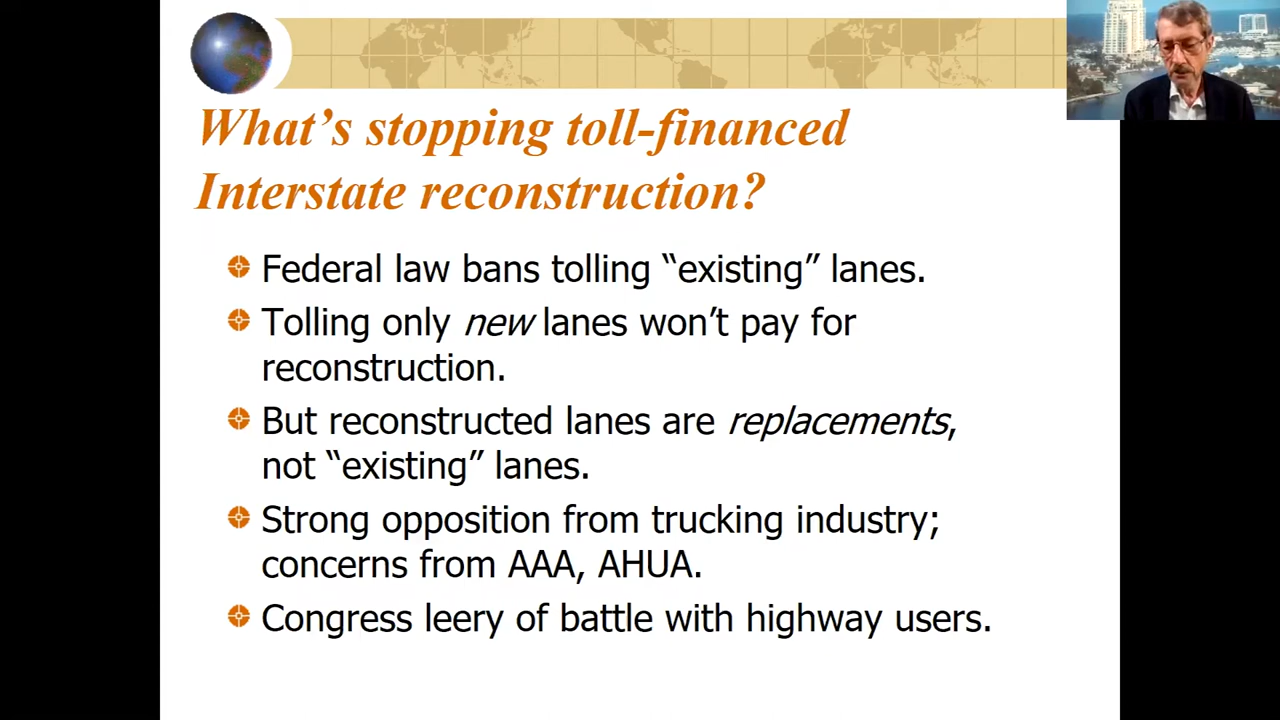 What’s stopping toll-financed
Interstate reconstruction?
Federal law bans tolling “existing” lanes.
Tolling only new lanes won’t pay for
reconstruction.
But reconstructed lanes are replacements,
not “existing” lanes.
Strong opposition from trucking industry;
concerns from AAA, AHUA.
Congress leery of battle with highway users.